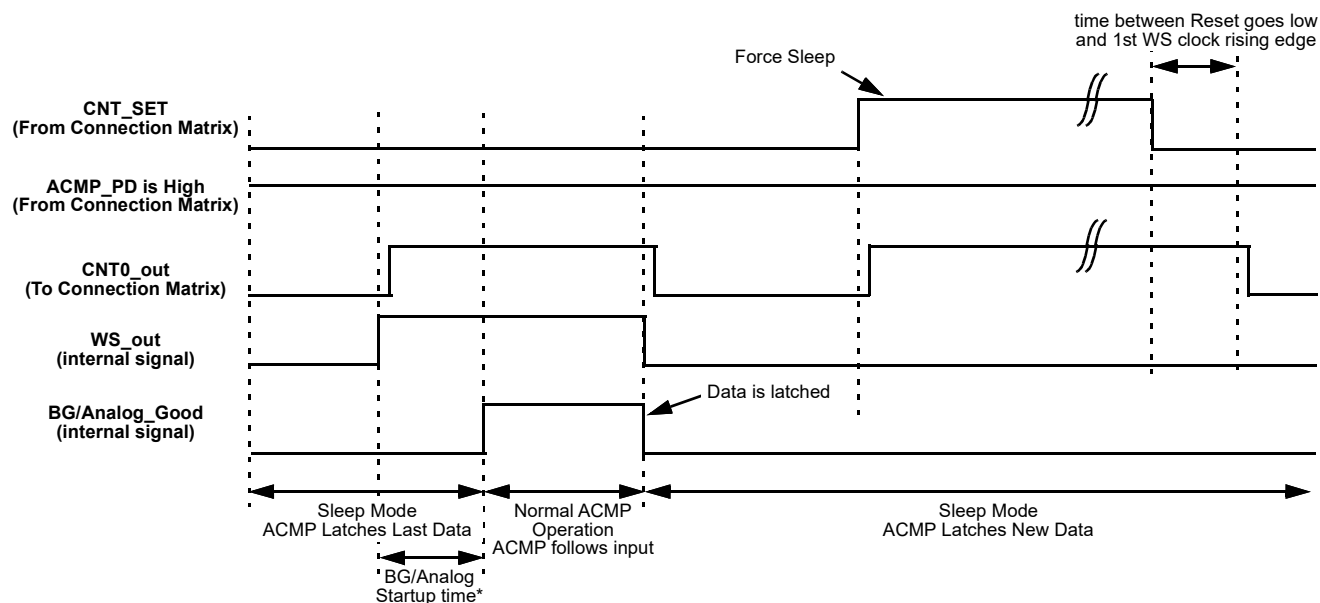 time between Reset goes low
and 1st WS clock rising edge
Force Sleep
CNT_SET
(From Connection Matrix)
ACMP_PD is High
(From Connection Matrix)
CNT0_out
(To Connection Matrix)
WS_out
(internal signal)
Data is latched
BG/Analog_Good
(internal signal)
Sleep Mode
ACMP Latches Last Data
Normal ACMP
Operation
ACMP follows input
Sleep Mode
ACMP Latches New Data
BG/Analog
Startup time*